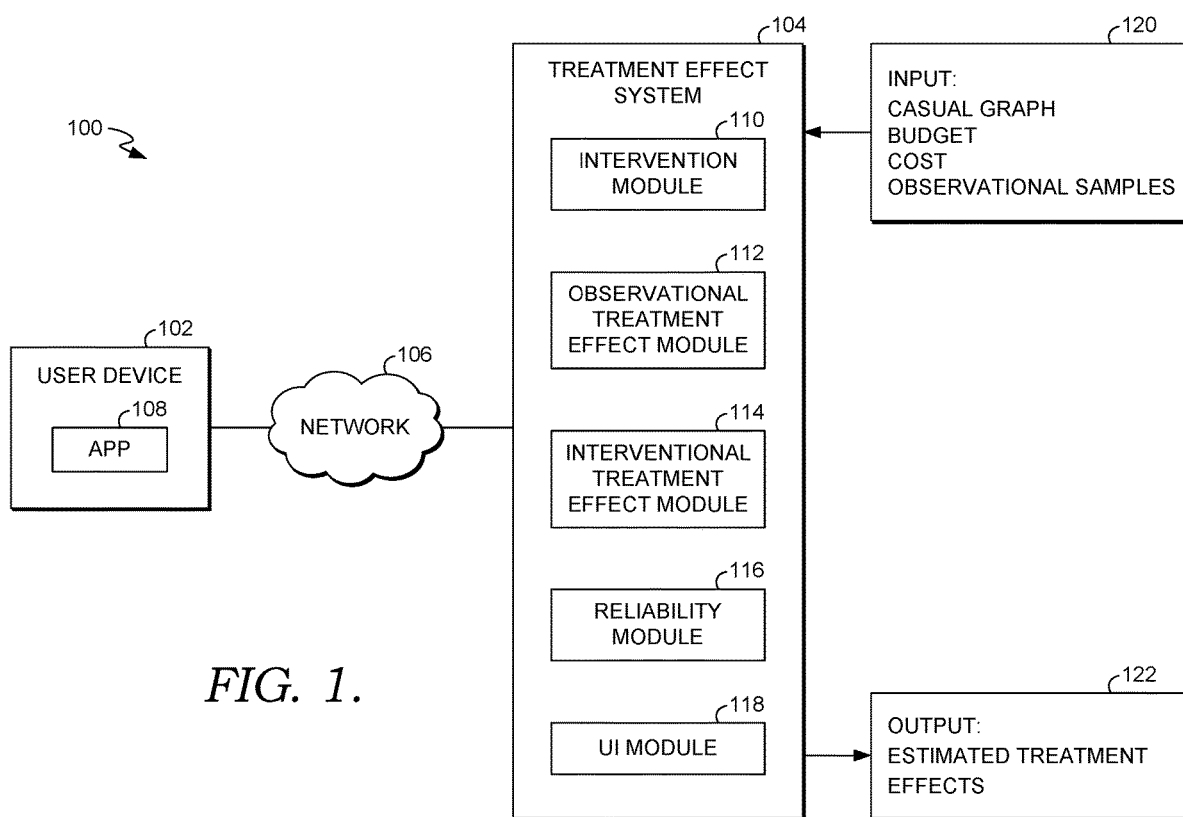 104
TREATMENT EFFECT
SYSTEM
120
INPUT:
CASUAL GRAPH
BUDGET
COST
OBSERVATIONAL SAMPLES
100
110
INTERVENTION
MODULE
112
OBSERVATIONAL
TREATMENT
EFFECT MODULE
102
USER DEVICE
108
APP
106
NETWORK
114
INTERVENTIONAL
TREATMENT
EFFECT MODULE
116
RELIABILITY
MODULE
FIG. 1.
118
UI MODULE
122
OUTPUT:
ESTIMATED TREATMENT
EFFECTS